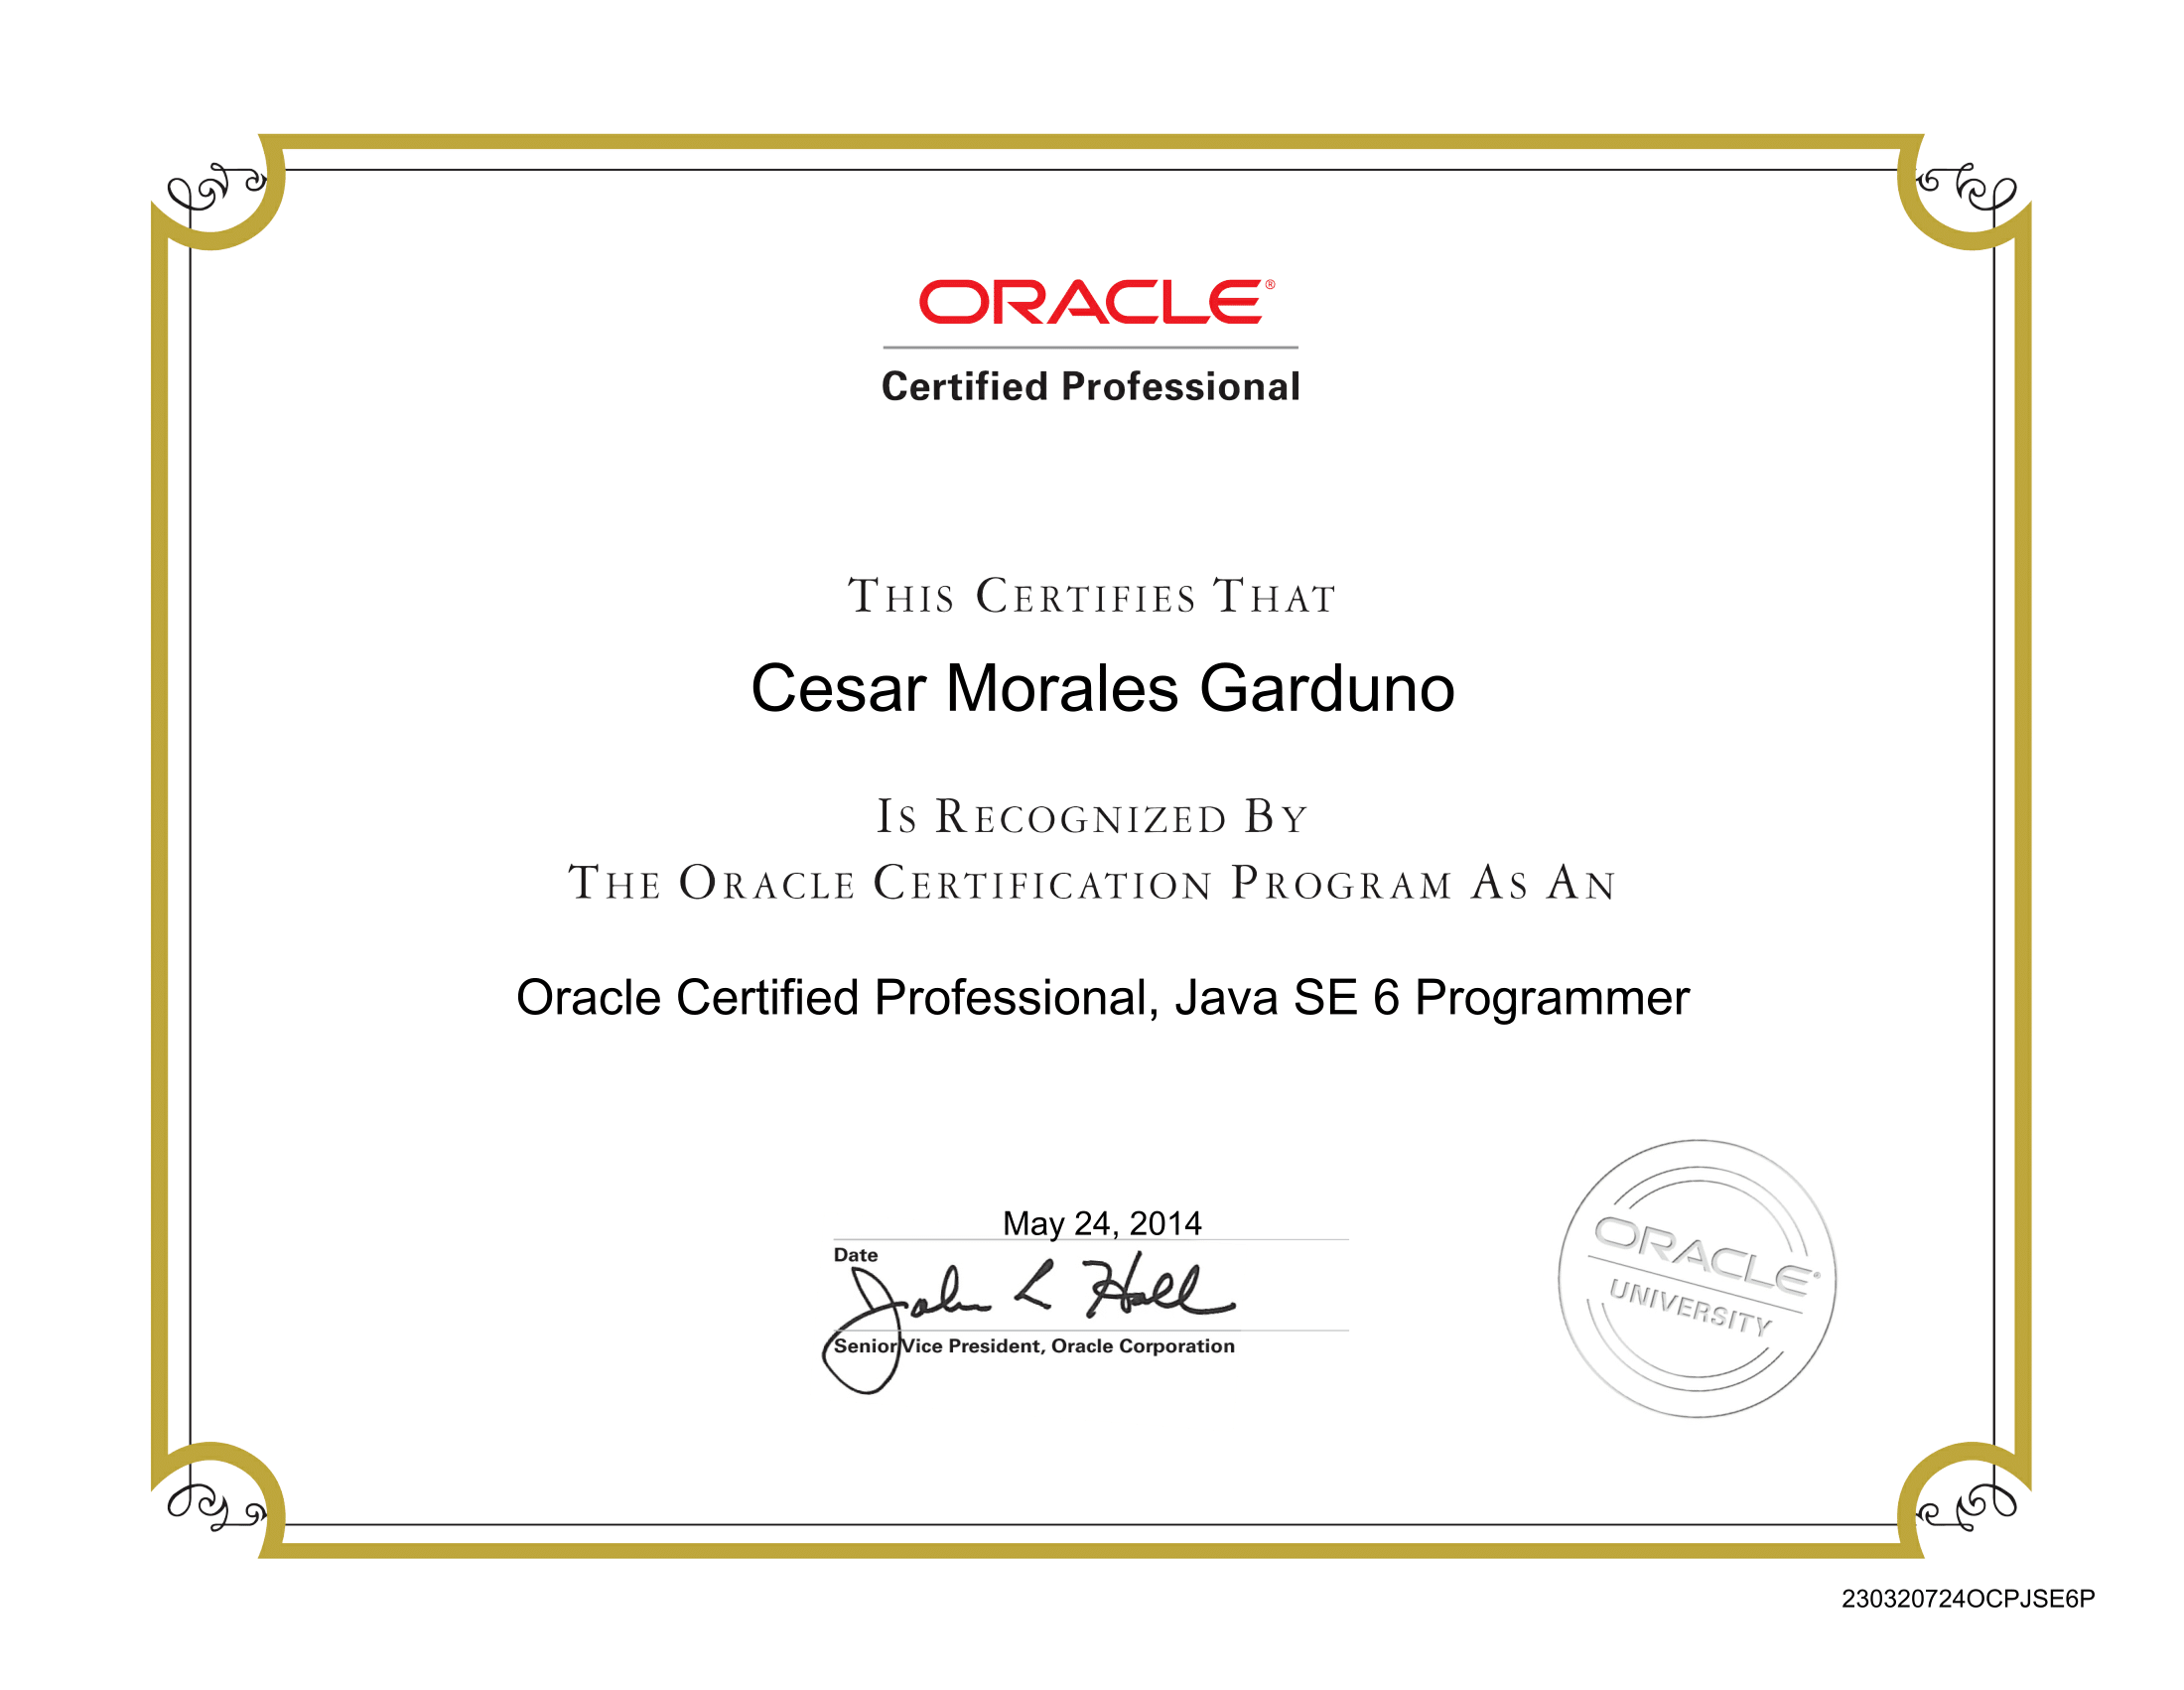 ORACLE®
Certified Professional
THIS CERTIFIES THAT
Cesar Morales Garduno
IS RECOGNIZED BY
THE ORACLE CERTIFICATION PROGRAM AS AN
Oracle Certified Professional, Java SE 6 Programmer
May 24, 2014
Date
John L Hall
Senior Vice President, Oracle Corporation
ORACLE®
UNIVERSITY
230320724OCPJSE6P